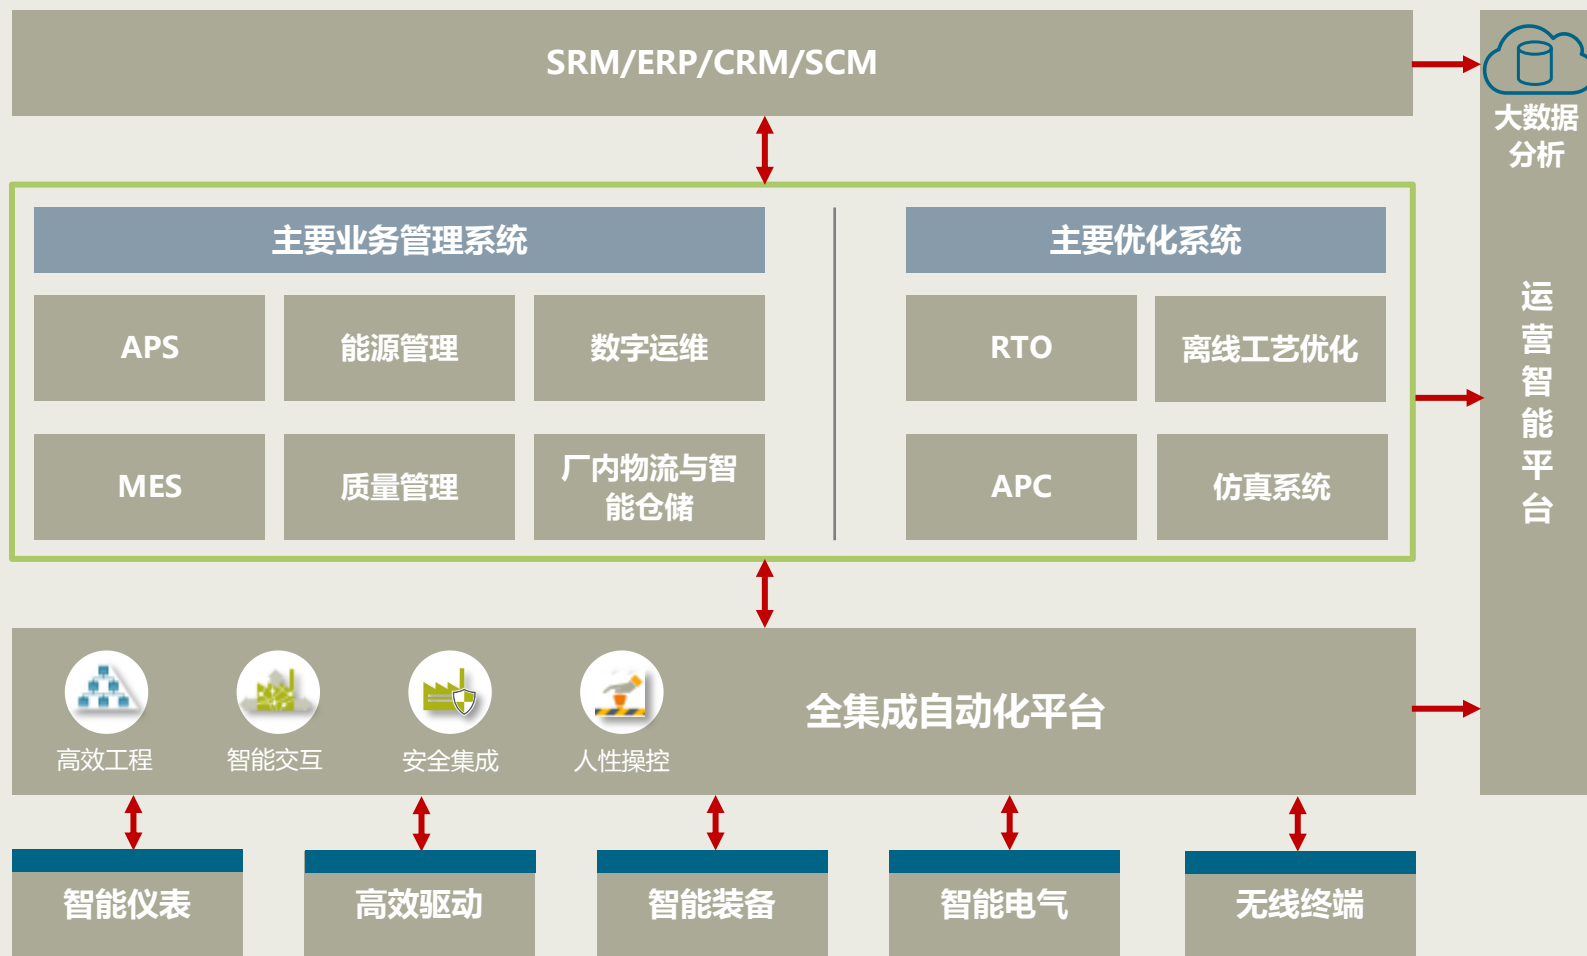 SRM/ERP/CRM/SCM
大数据
分析
运
营
智
能
平
台
主要业务管理系统
主要优化系统
APS
能源管理
数字运维
RTO
离线工艺优化
MES
质量管理
厂内物流与智
能仓储
APC
仿真系统
全集成自动化平台
高效工程
智能交互
安全集成
人性操控
智能仪表
高效驱动
智能装备
智能电气
无线终端